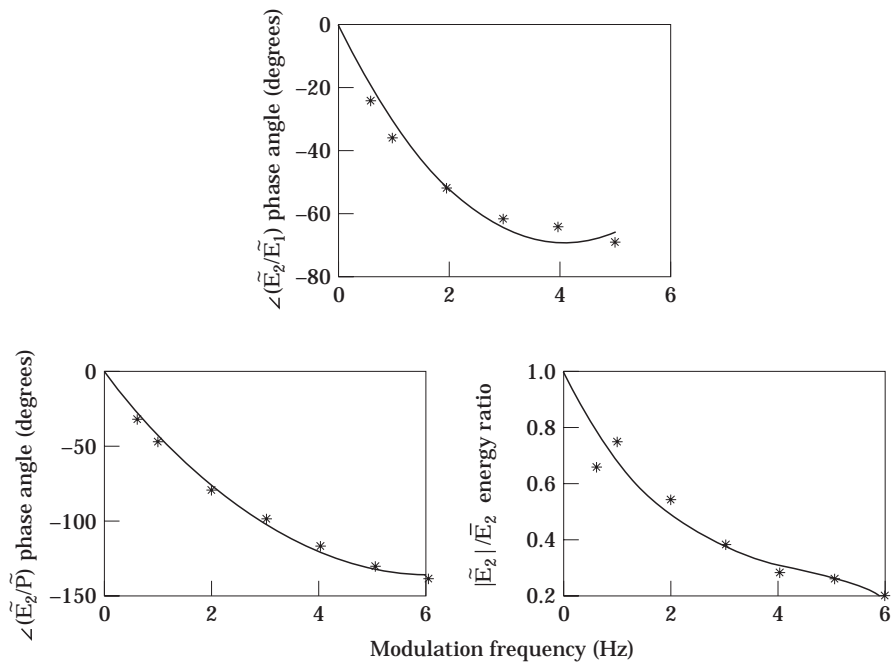 ∠(Ẽ₂/Ẽ₁) phase angle (degrees)
0
−20
−40
−60
−80
0 2 4 6
∠(Ẽ₂/P̃) phase angle (degrees)
0
−50
−100
−150
0 2 4 6
|Ẽ₂|/Ē₂ energy ratio
1.0
0.8
0.6
0.4
0.2
0 2 4 6
Modulation frequency (Hz)